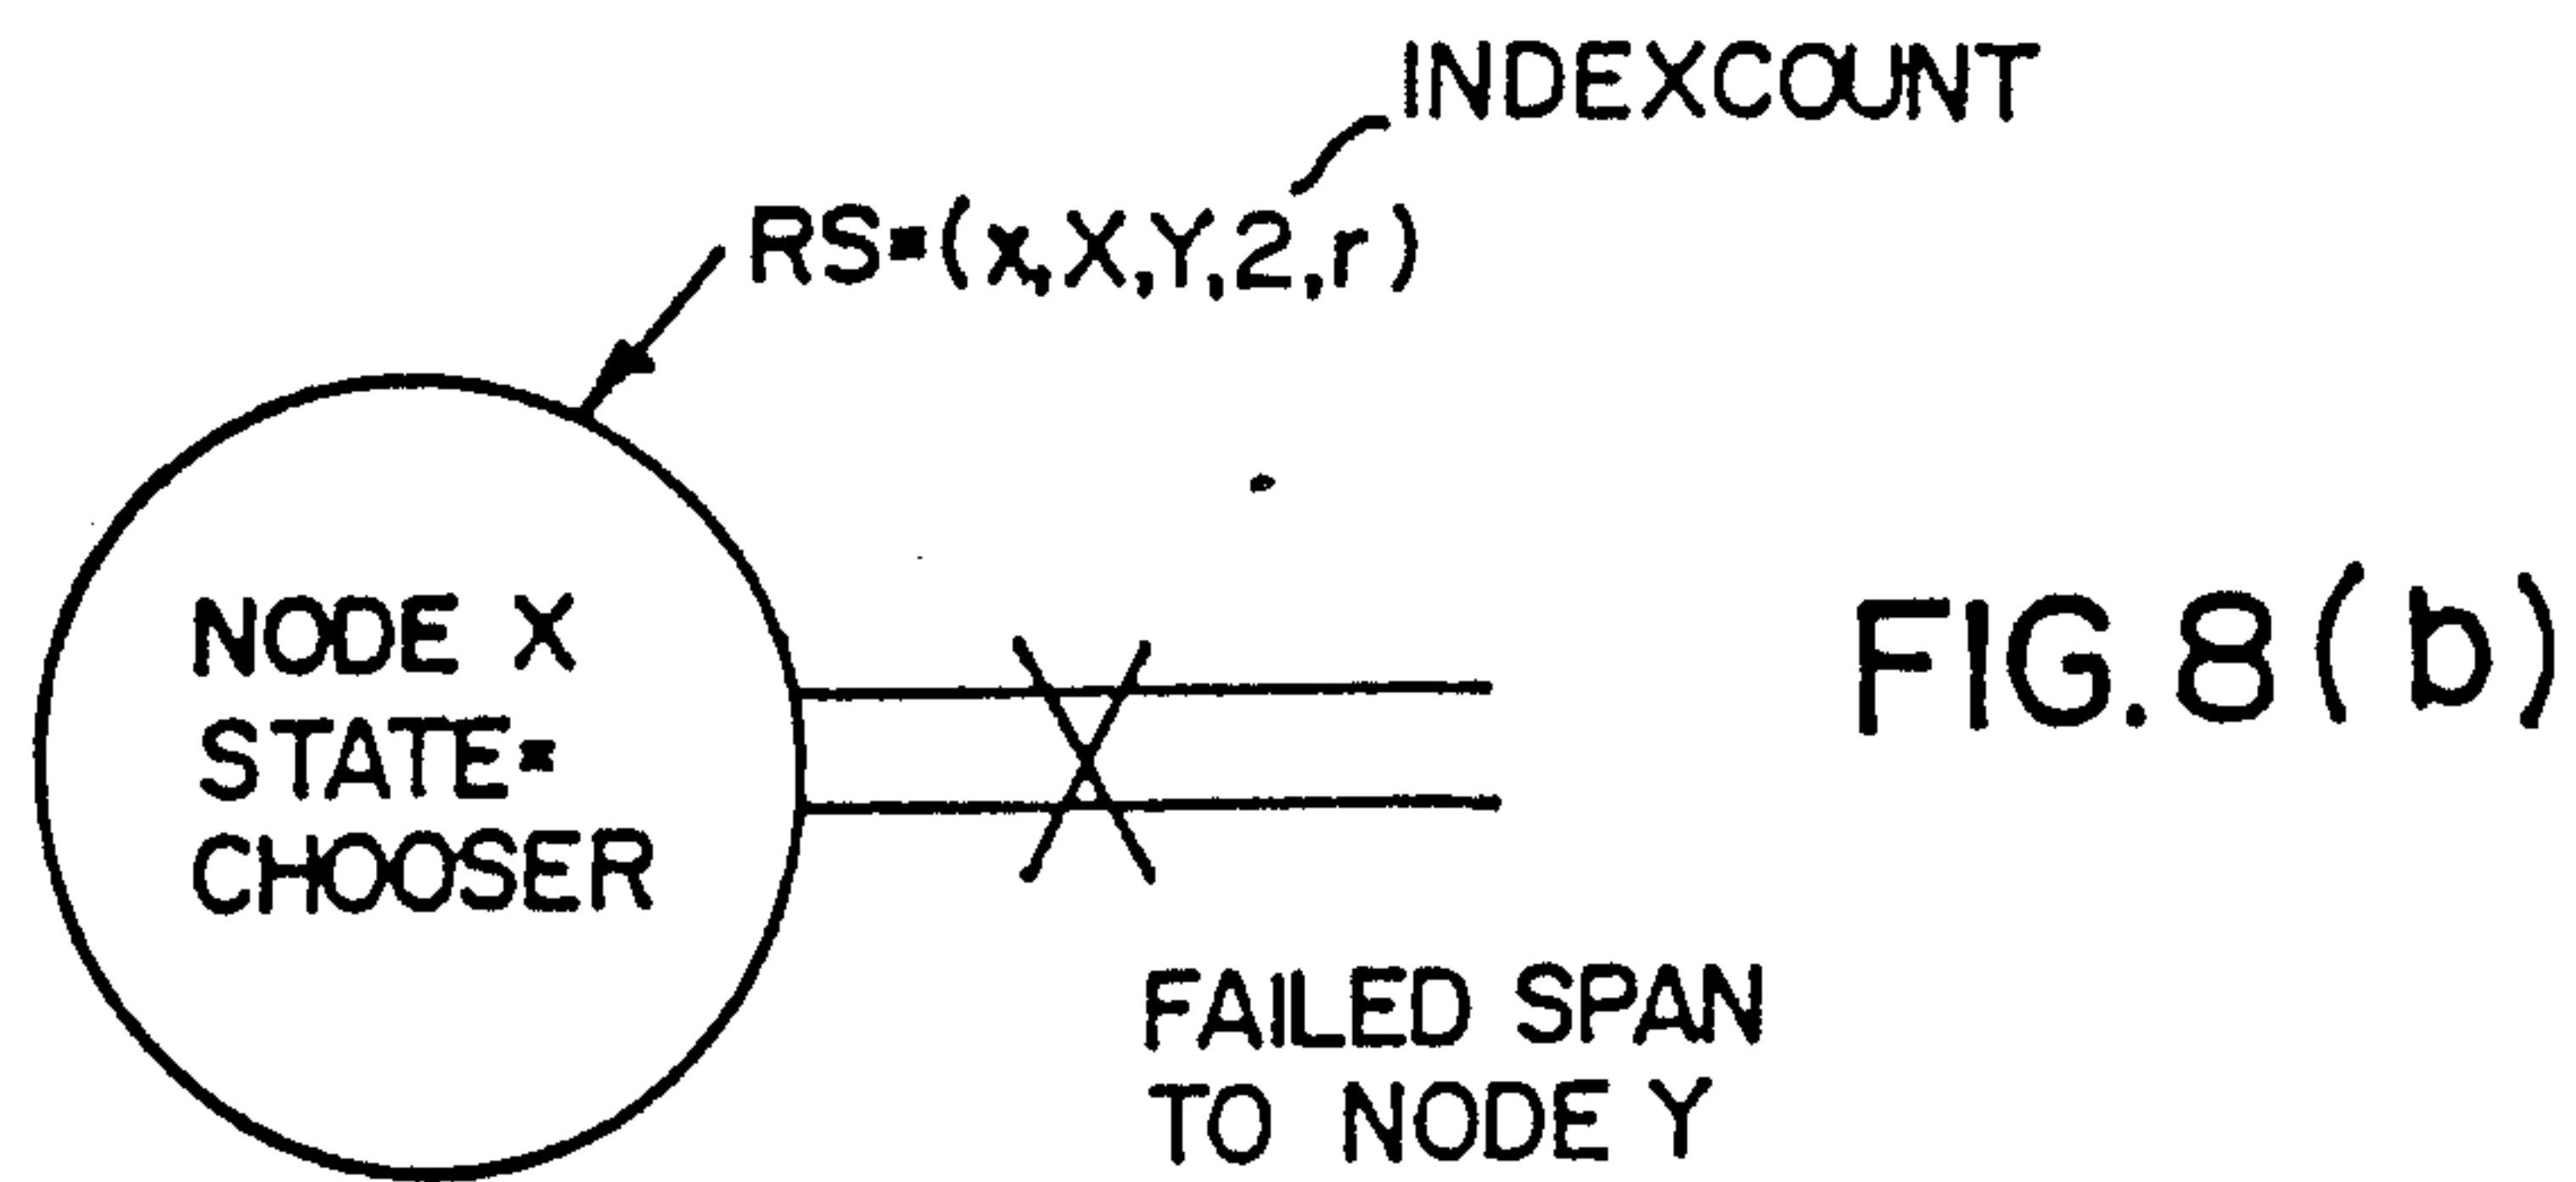 INDEXCOUNT
RS=(x,X,Y,2,r)
NODE X
STATE=
CHOOSER
FIG.8(b)
FAILED SPAN
TO NODE Y